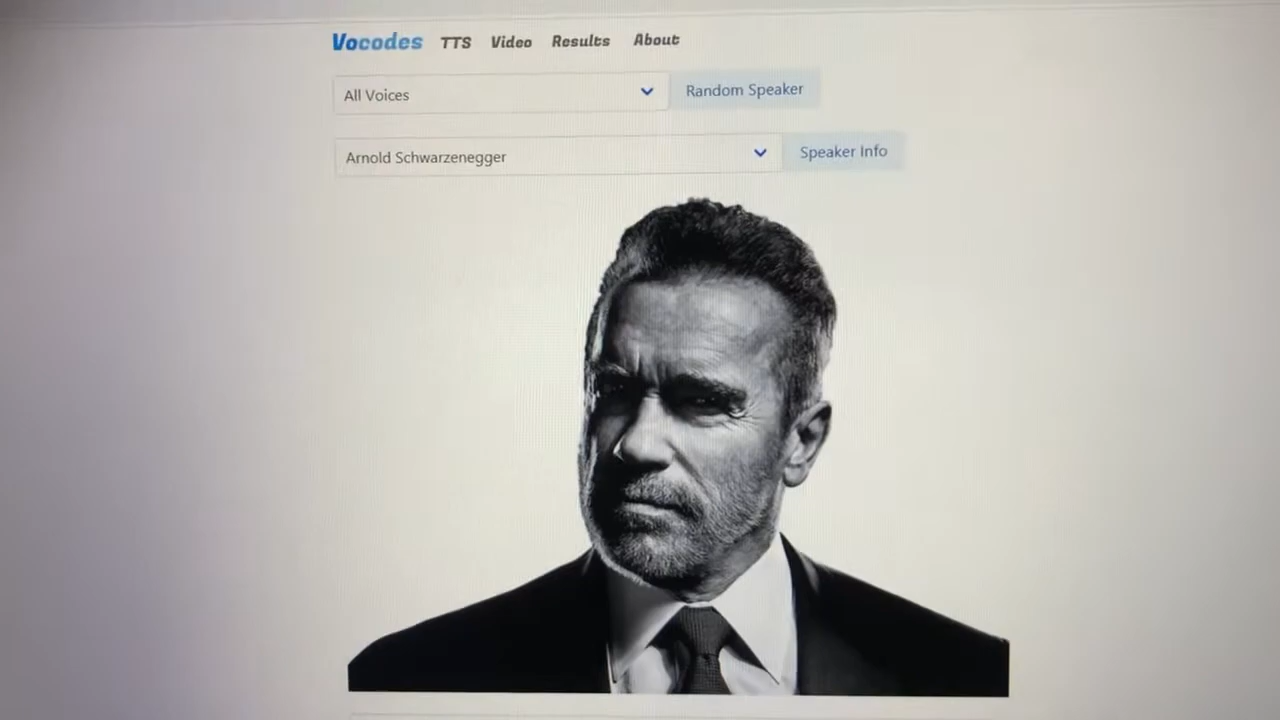 Vocodes TTS Video Results About
All Voices Random Speaker
Arnold Schwarzenegger Speaker Info